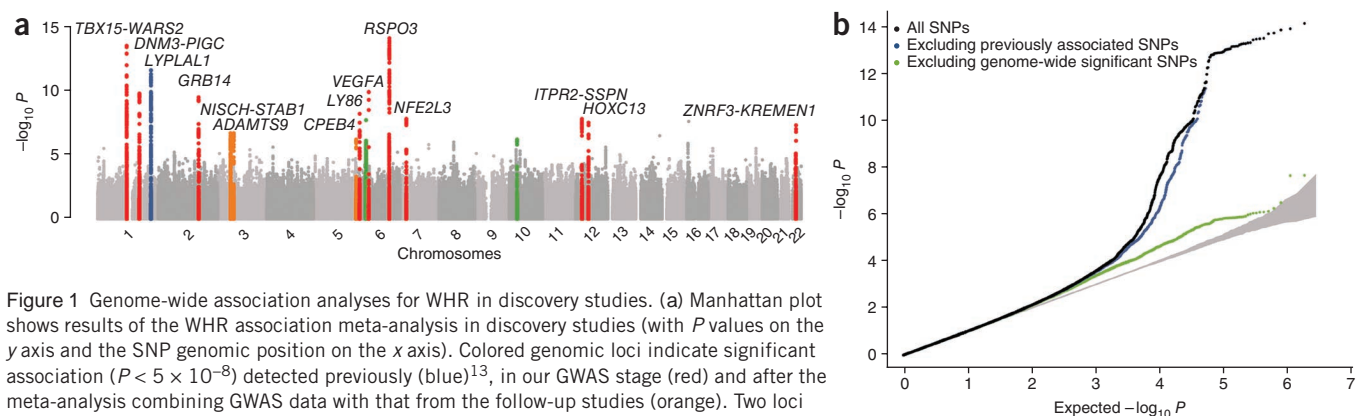 a
15
10
5
0
−log10 P
TBX15-WARS2
DNM3-PIGC
LYPLAL1
GRB14
NISCH-STAB1
ADAMTS9
CPEB4
LY86
VEGFA
RSPO3
NFE2L3
ITPR2-SSPN
HOXC13
ZNRF3-KREMEN1
1 2 3 4 5 6 7 8 9 10 11 12 13 14 15 16 17 18 19 20 21 22
Chromosomes
b
14
12
10
8
6
4
2
0
−log10 P
All SNPs
Excluding previously associated SNPs
Excluding genome-wide significant SNPs
0 1 2 3 4 5 6 7
Expected −log10 P
Figure 1 Genome-wide association analyses for WHR in discovery studies. (a) Manhattan plot
shows results of the WHR association meta-analysis in discovery studies (with P values on the
y axis and the SNP genomic position on the x axis). Colored genomic loci indicate significant
association (P < 5 × 10−8) detected previously (blue)13, in our GWAS stage (red) and after the
meta-analysis combining GWAS data with that from the follow-up studies (orange). Two loci